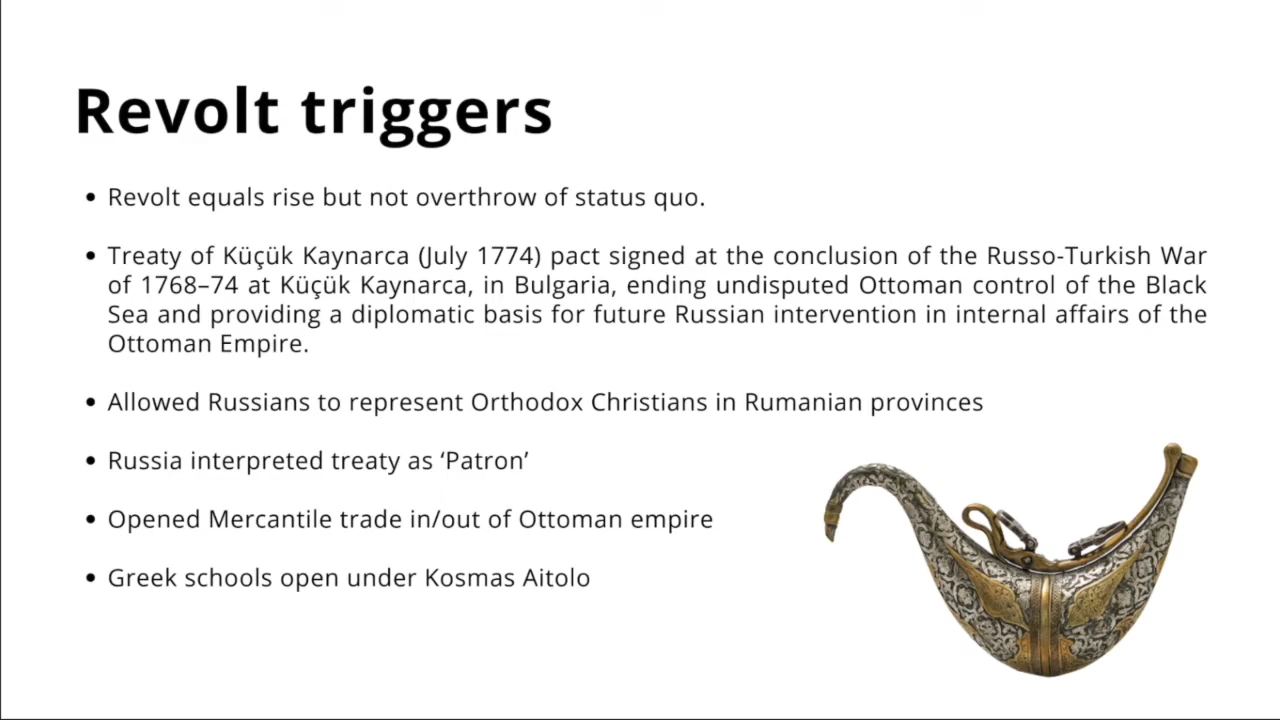 Revolt triggers
• Revolt equals rise but not overthrow of status quo.
• Treaty of Küçük Kaynarca (July 1774) pact signed at the conclusion of the Russo-Turkish War
of 1768–74 at Küçük Kaynarca, in Bulgaria, ending undisputed Ottoman control of the Black
Sea and providing a diplomatic basis for future Russian intervention in internal affairs of the
Ottoman Empire.
• Allowed Russians to represent Orthodox Christians in Rumanian provinces
• Russia interpreted treaty as ‘Patron’
• Opened Mercantile trade in/out of Ottoman empire
• Greek schools open under Kosmas Aitolo